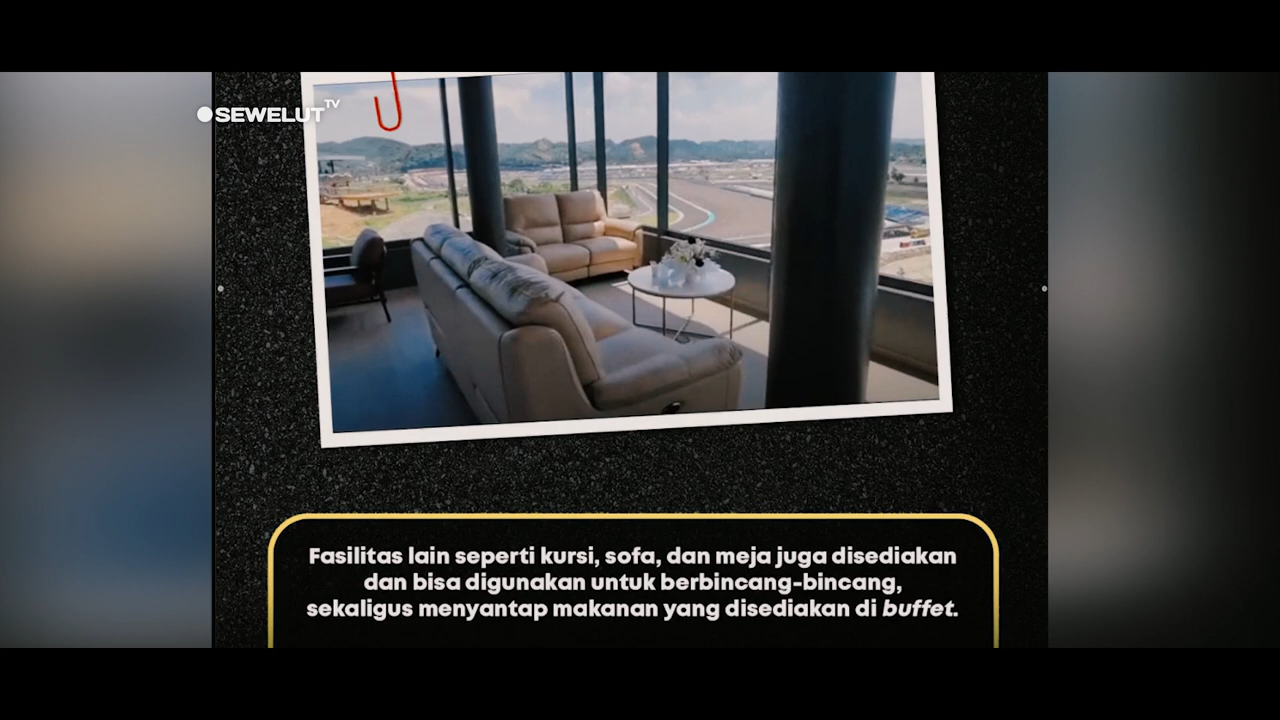 SEWELUT TV
Fasilitas lain seperti kursi, sofa, dan meja juga disediakan
dan bisa digunakan untuk berbincang-bincang,
sekaligus menyantap makanan yang disediakan di buffet.